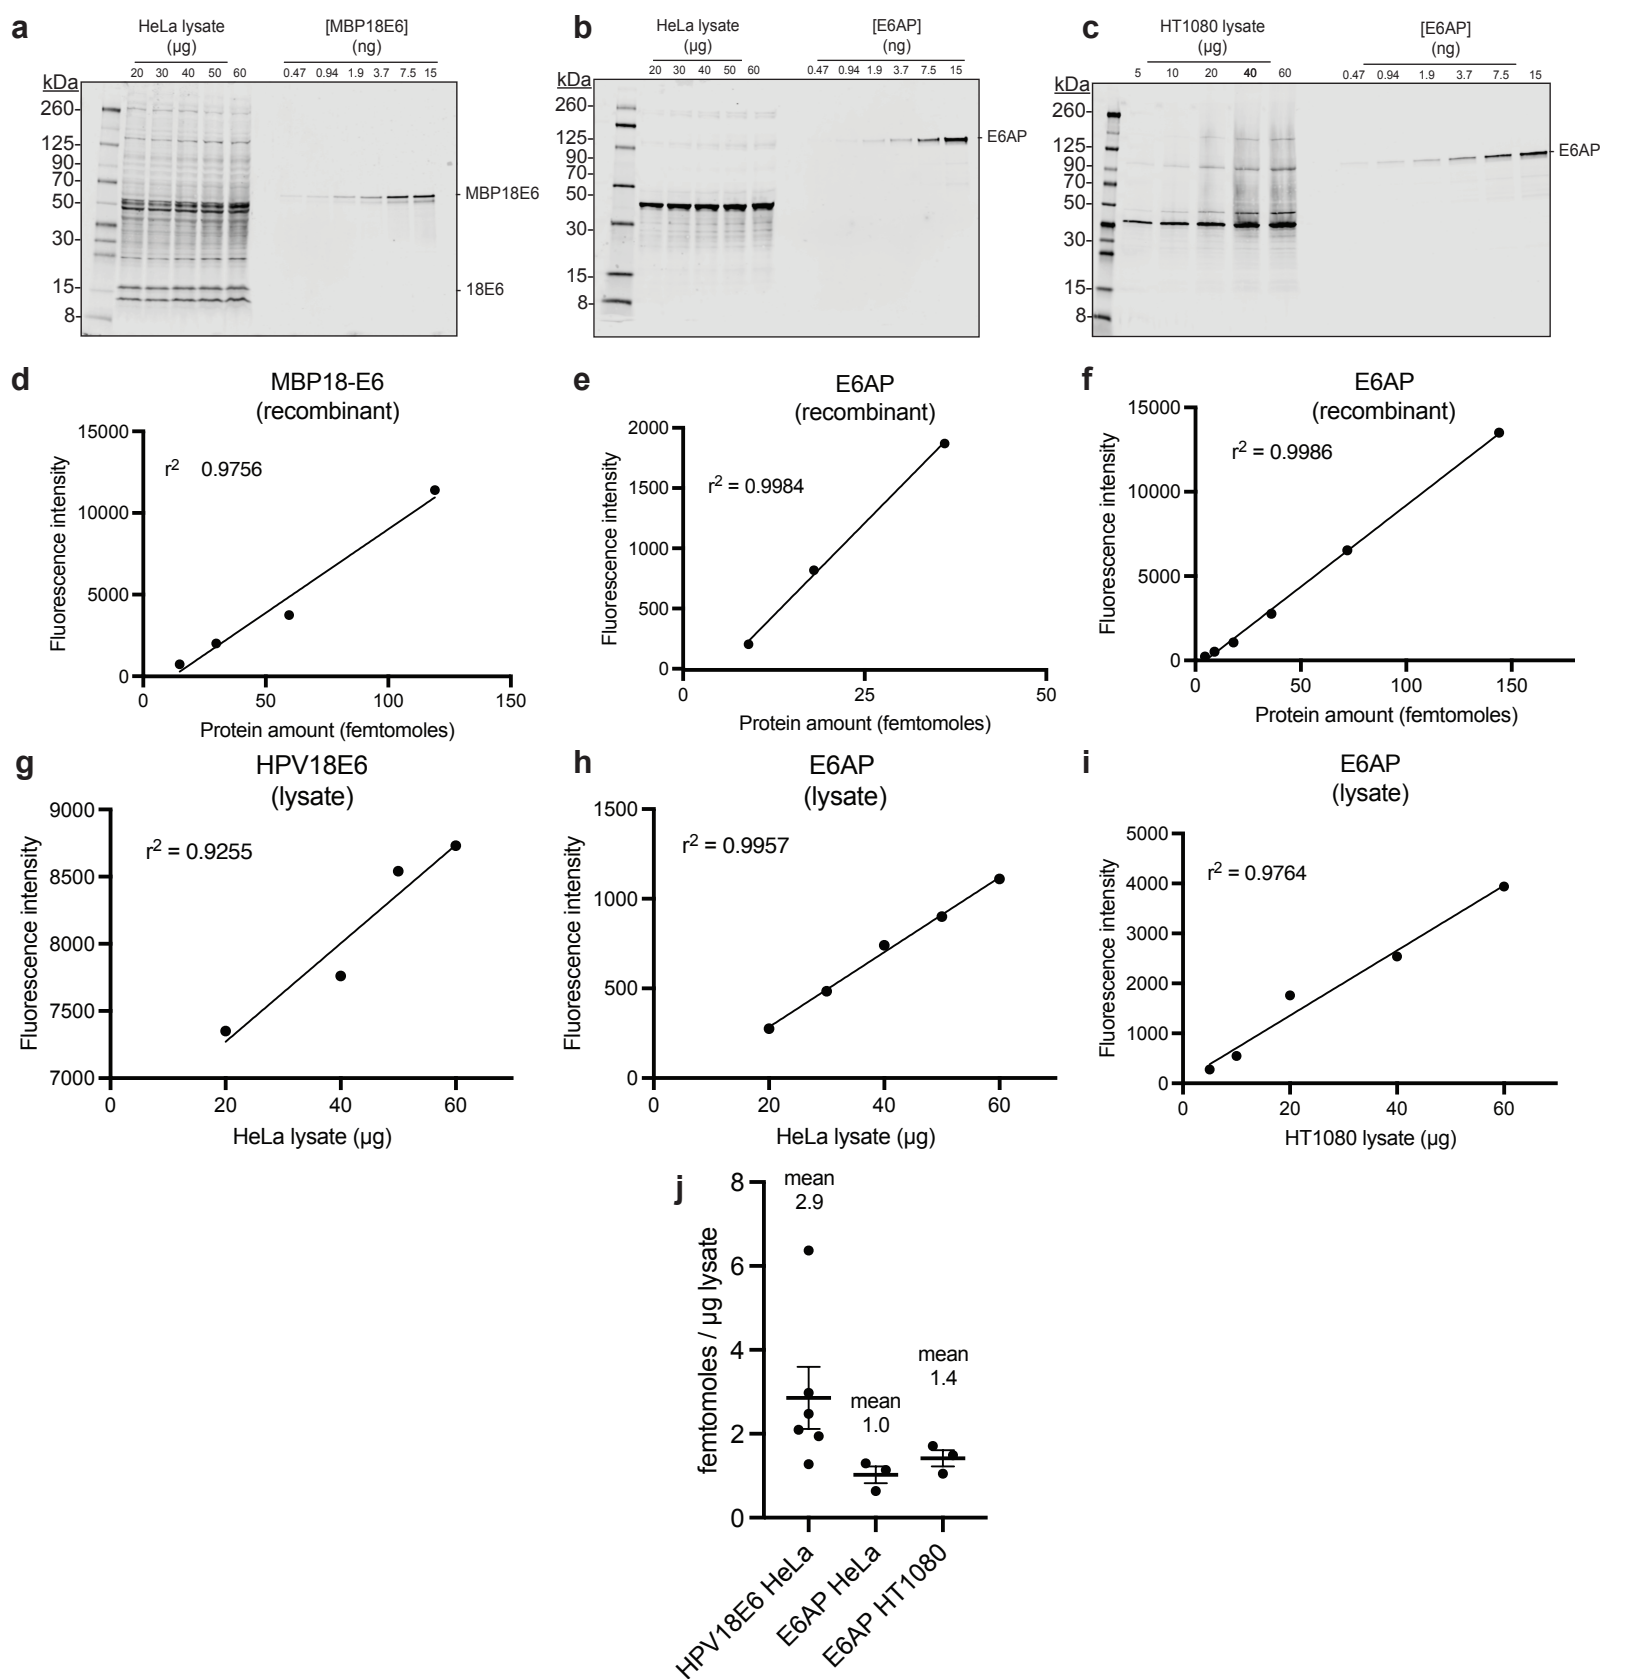 a
HeLa lysate
(µg)
[MBP18E6]
(ng)
20 30 40 50 60
0.47 0.94 1.9 3.7 7.5 15
kDa
260-
125-
90-
70-
50-
30-
15-
8-
- MBP18E6
- 18E6
b
HeLa lysate
(µg)
[E6AP]
(ng)
20 30 40 50 60
0.47 0.94 1.9 3.7 7.5 15
kDa
260-
125-
90-
70-
50-
30-
15-
8-
- E6AP
c
HT1080 lysate
(µg)
[E6AP]
(ng)
5 10 20 40 60
0.47 0.94 1.9 3.7 7.5 15
kDa
260-
125-
90-
70-
50-
30-
15-
8-
- E6AP
d
MBP18-E6
(recombinant)
r² 0.9756
Fluorescence intensity
15000
10000
5000
0
0 50 100 150
Protein amount (femtomoles)
e
E6AP
(recombinant)
r² = 0.9984
Fluorescence intensity
2000
1500
1000
500
0
0 25 50
Protein amount (femtomoles)
f
E6AP
(recombinant)
r² = 0.9986
Fluorescence intensity
15000
10000
5000
0
0 50 100 150
Protein amount (femtomoles)
g
HPV18E6
(lysate)
r² = 0.9255
Fluorescence intensity
9000
8500
8000
7500
7000
0 20 40 60
HeLa lysate (µg)
h
E6AP
(lysate)
r² = 0.9957
Fluorescence intensity
1500
1000
500
0
0 20 40 60
HeLa lysate (µg)
i
E6AP
(lysate)
r² = 0.9764
Fluorescence intensity
5000
4000
3000
2000
1000
0
0 20 40 60
HT1080 lysate (µg)
j
femtomoles / µg lysate
8
6
4
2
0
mean
2.9
mean
1.0
mean
1.4
HPV18E6 HeLa
E6AP HeLa
E6AP HT1080